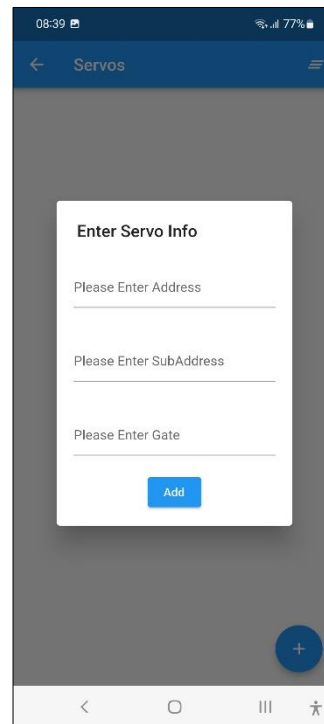 08:39 77%
Servos
Enter Servo Info
Please Enter Address
Please Enter SubAddress
Please Enter Gate
Add
+